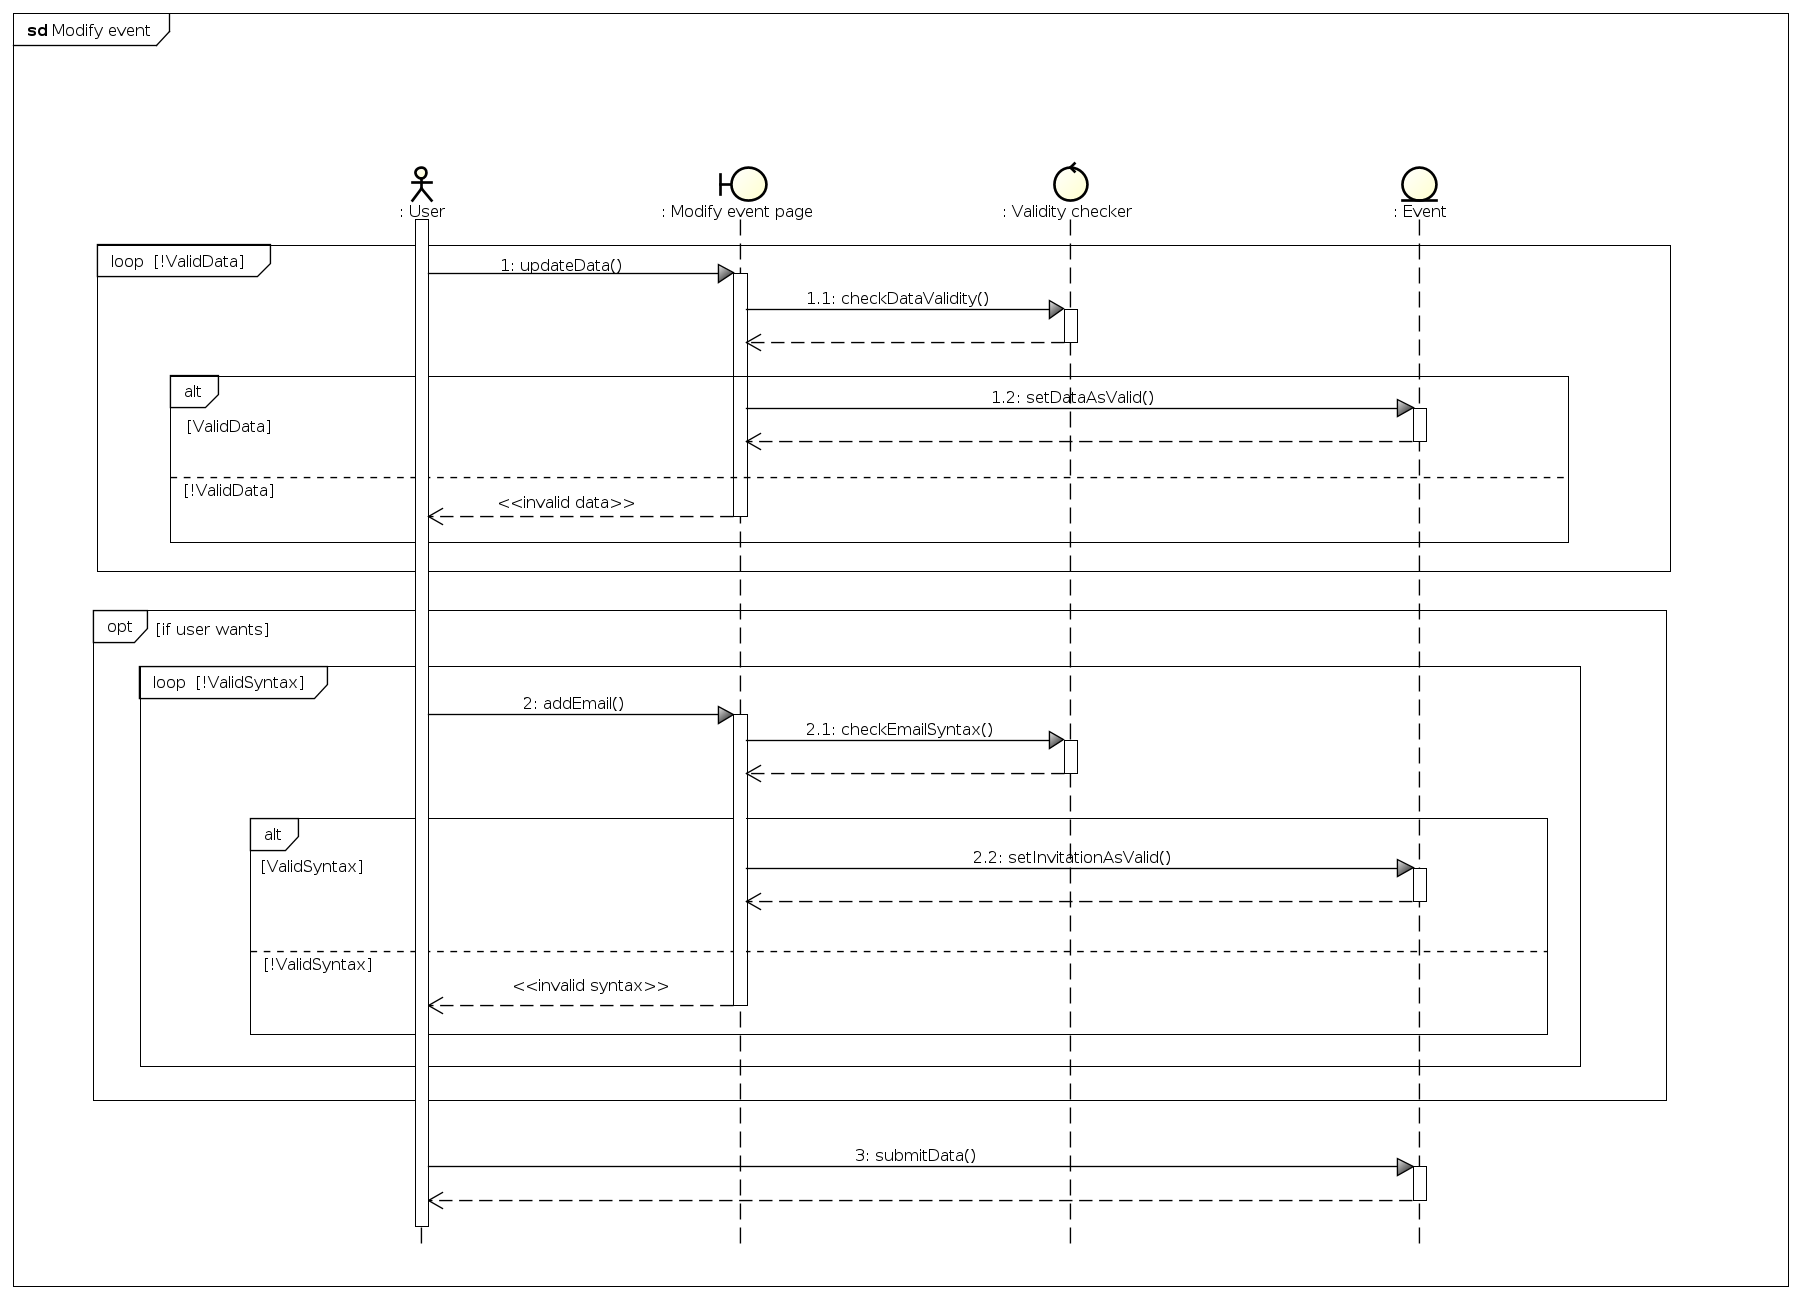 sd Modify event
: User
: Modify event page
: Validity checker
: Event
loop [!ValidData]
1: updateData()
1.1: checkDataValidity()
alt
1.2: setDataAsValid()
[ValidData]
[!ValidData]
<<invalid data>>
opt
[if user wants]
loop [!ValidSyntax]
2: addEmail()
2.1: checkEmailSyntax()
alt
2.2: setInvitationAsValid()
[ValidSyntax]
[!ValidSyntax]
<<invalid syntax>>
3: submitData()